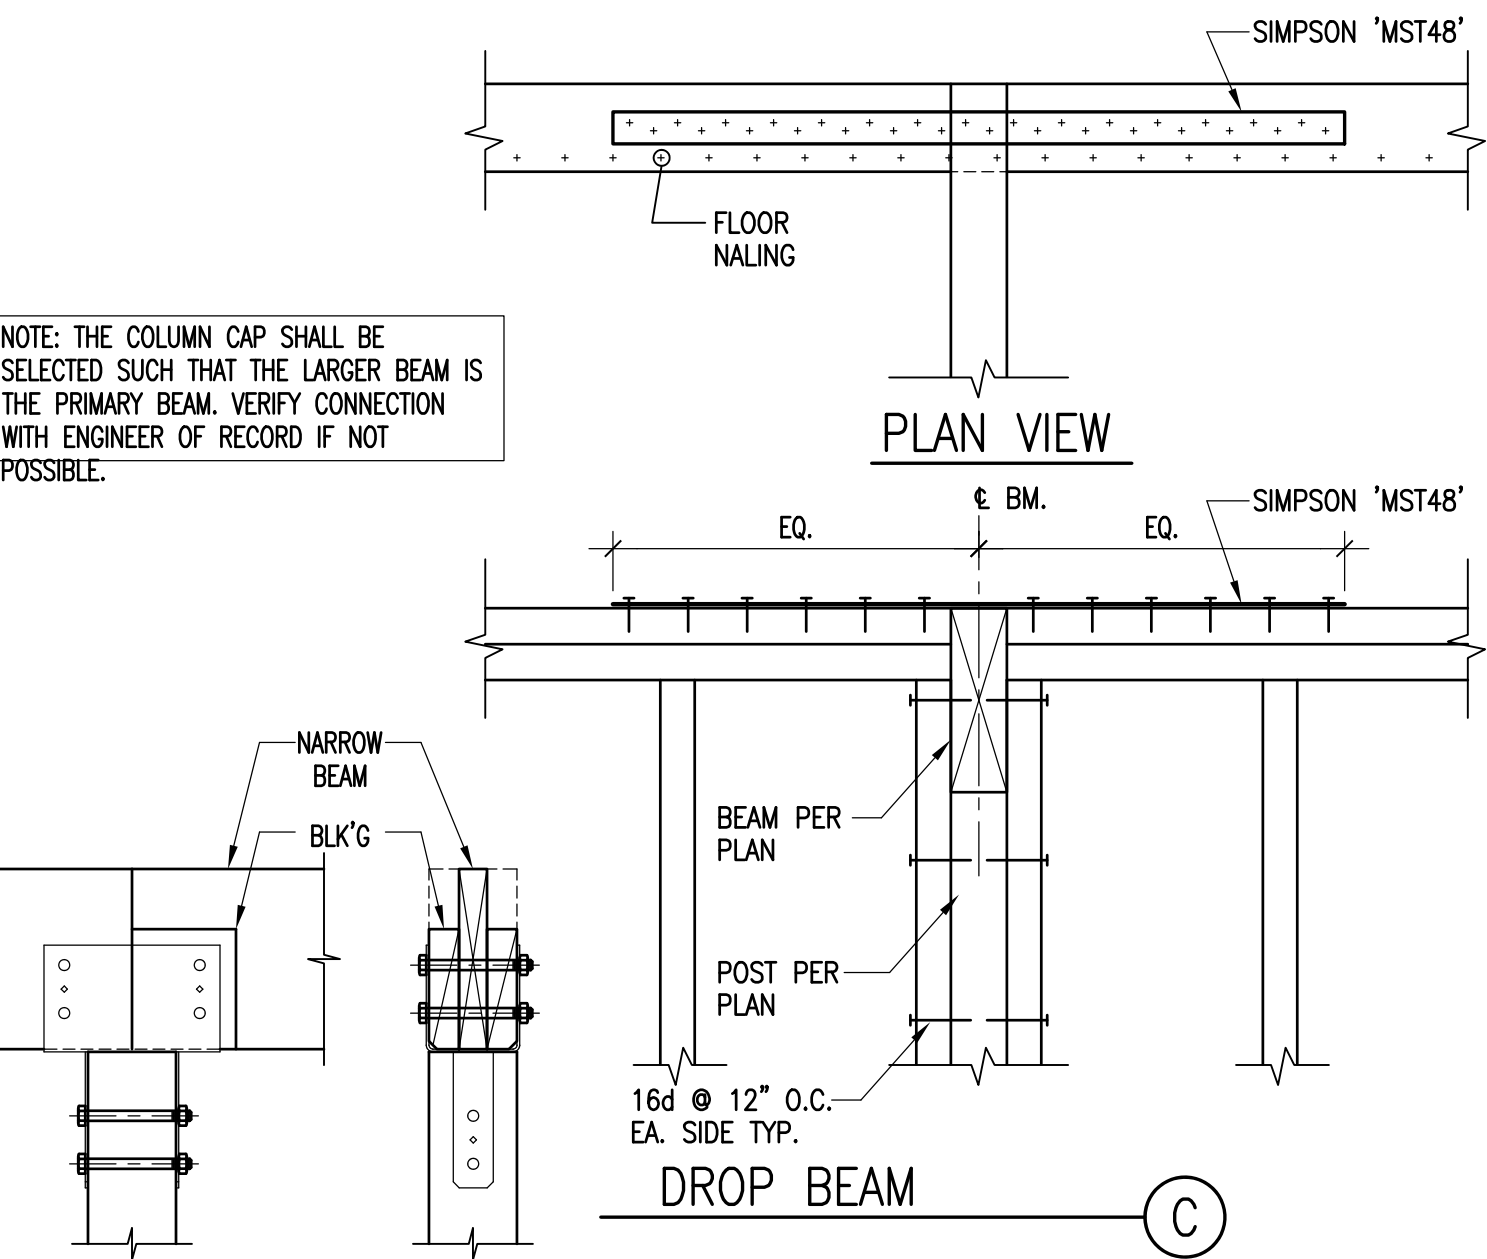 SIMPSON 'MST48'
FLOOR
NALING
NOTE: THE COLUMN CAP SHALL BE
SELECTED SUCH THAT THE LARGER BEAM IS
THE PRIMARY BEAM. VERIFY CONNECTION
WITH ENGINEER OF RECORD IF NOT
POSSIBLE.
PLAN VIEW
℄ BM.
SIMPSON 'MST48'
EQ.
EQ.
NARROW
BEAM
BLK'G
BEAM PER
PLAN
POST PER
PLAN
16d @ 12" O.C.
EA. SIDE TYP.
DROP BEAM
C